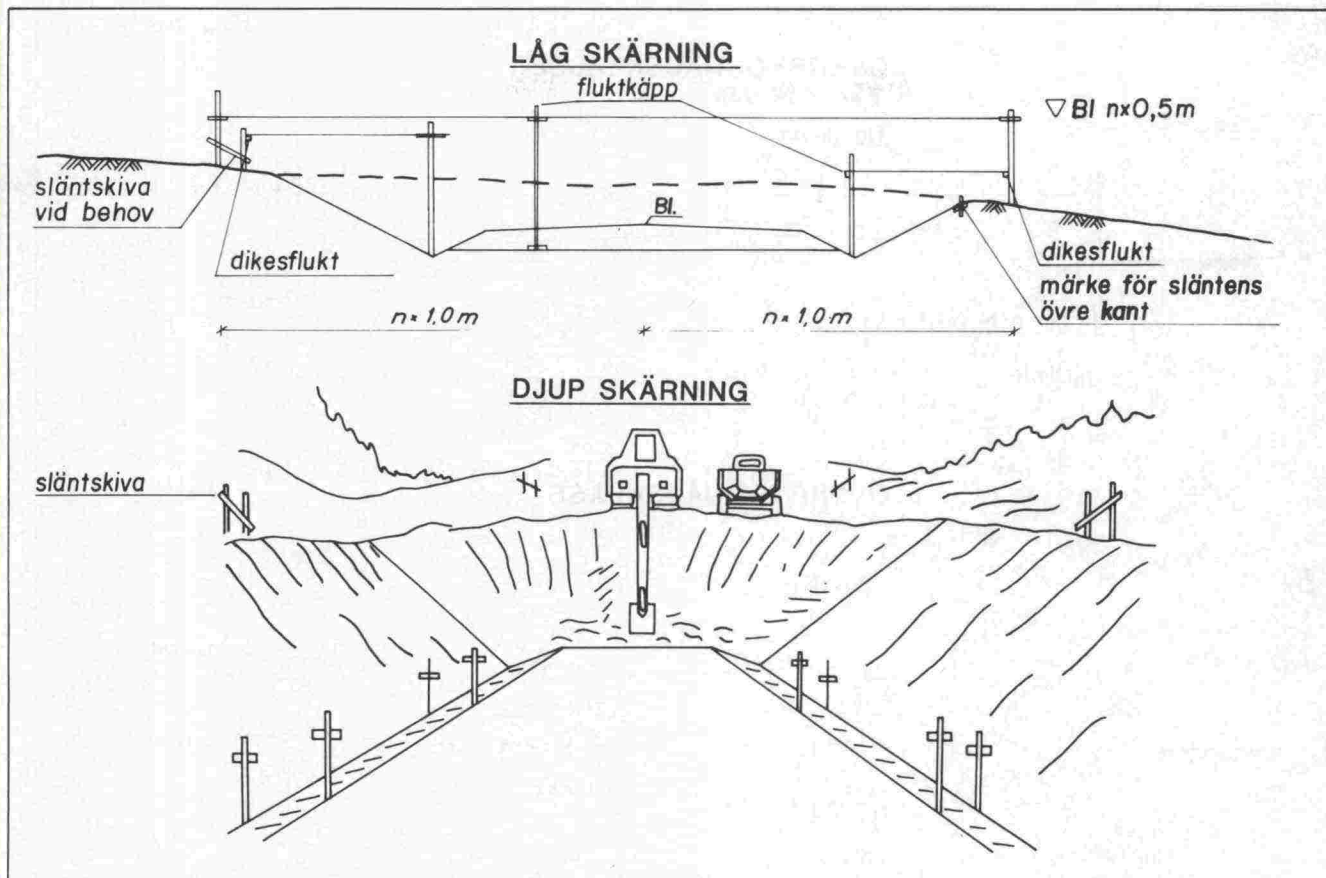 LÅG SKÄRNING
fluktkäpp
▽ Bl n×0,5m
släntskiva
vid behov
Bl.
dikesflukt
dikesflukt
märke för släntens
övre kant
n×1,0m
n×1,0m
DJUP SKÄRNING
släntskiva